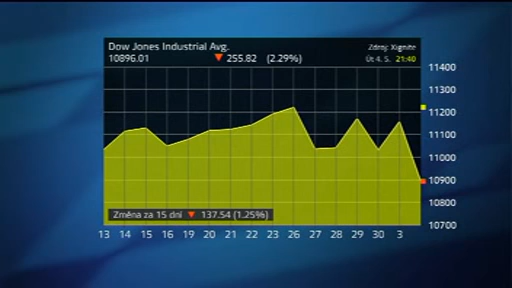 Dow Jones Industrial Avg.
Zdroj: Xignite
10896.01 ▼ 255.82 (2.29%)
Út 4. 5. 21:40
11400
11300
11200
11100
11000
10900
10800
10700
Změna za 15 dní ▼ 137.54 (1.25%)
13 14 15 16 19 20 21 22 23 26 27 28 29 30 3